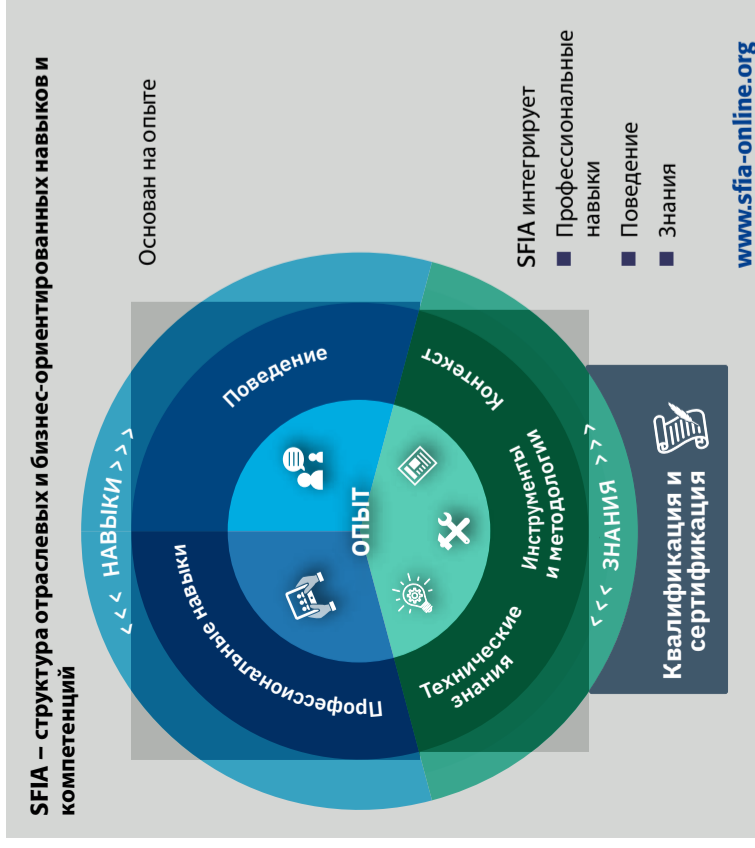 SFIA – структура отраслевых и бизнес-ориентированных навыков и
компетенций
Основан на опыте
< < < НАВЫКИ > > >
Профессиональные навыки
Поведение
ОПЫТ
Технические
знания
Инструменты
и методологии
Контекст
< < < ЗНАНИЯ > > >
Квалификация и
сертификация
SFIA интегрирует
Профессиональные
навыки
Поведение
Знания
www.sfia-online.org